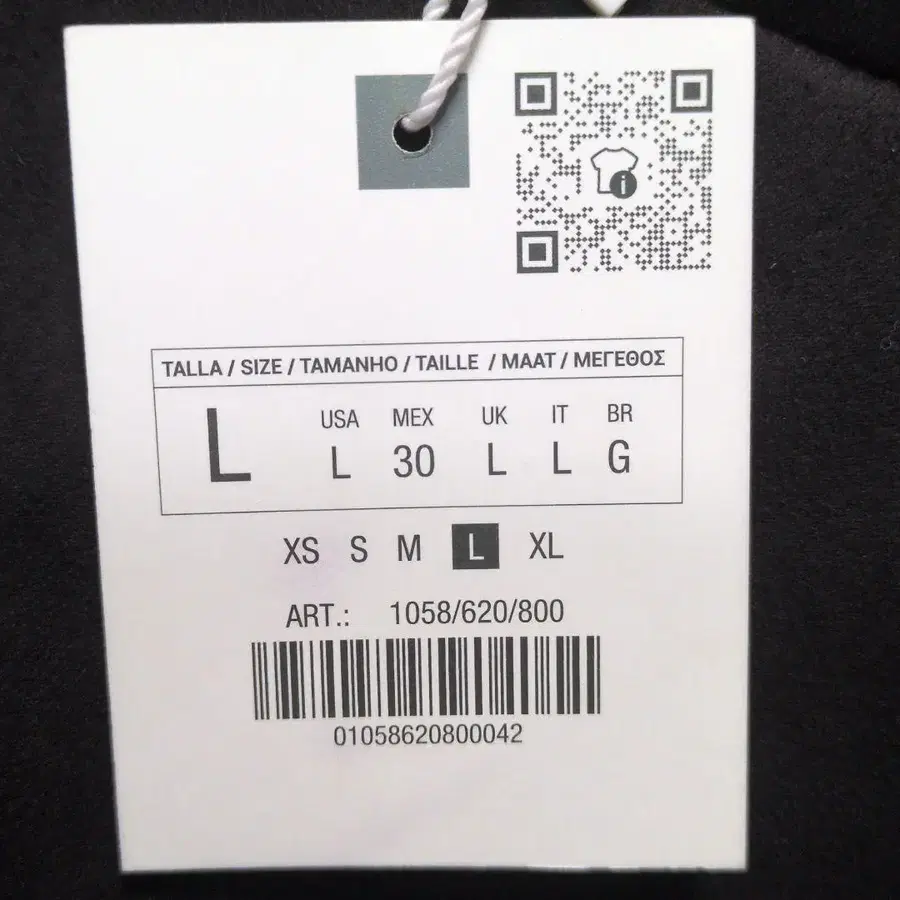 TALLA / SIZE / TAMANHO / TAILLE / MAAT / ΜΕΓΕΘΟΣ
USA MEX UK IT BR
L L 30 L L G
XS S M L XL
ART.: 1058/620/800
01058620800042